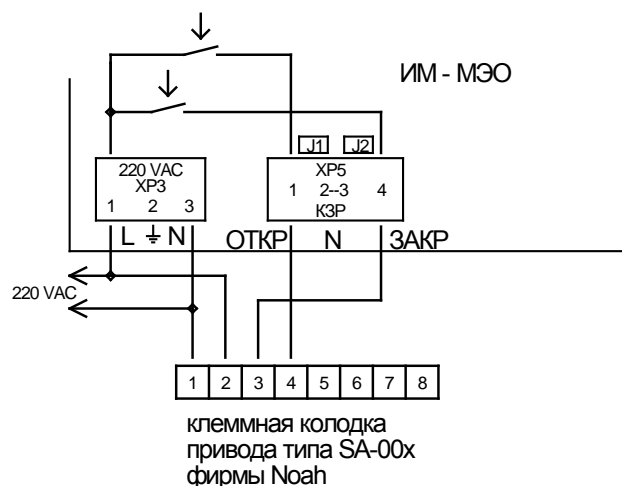 ИМ - МЭО
J1 J2
220 VAC
XP3
1 2 3
XP5
1 2--3 4
КЗР
L N ОТКР N ЗАКР
220 VAC
1 2 3 4 5 6 7 8
клеммная колодка
привода типа SA-00x
фирмы Noah